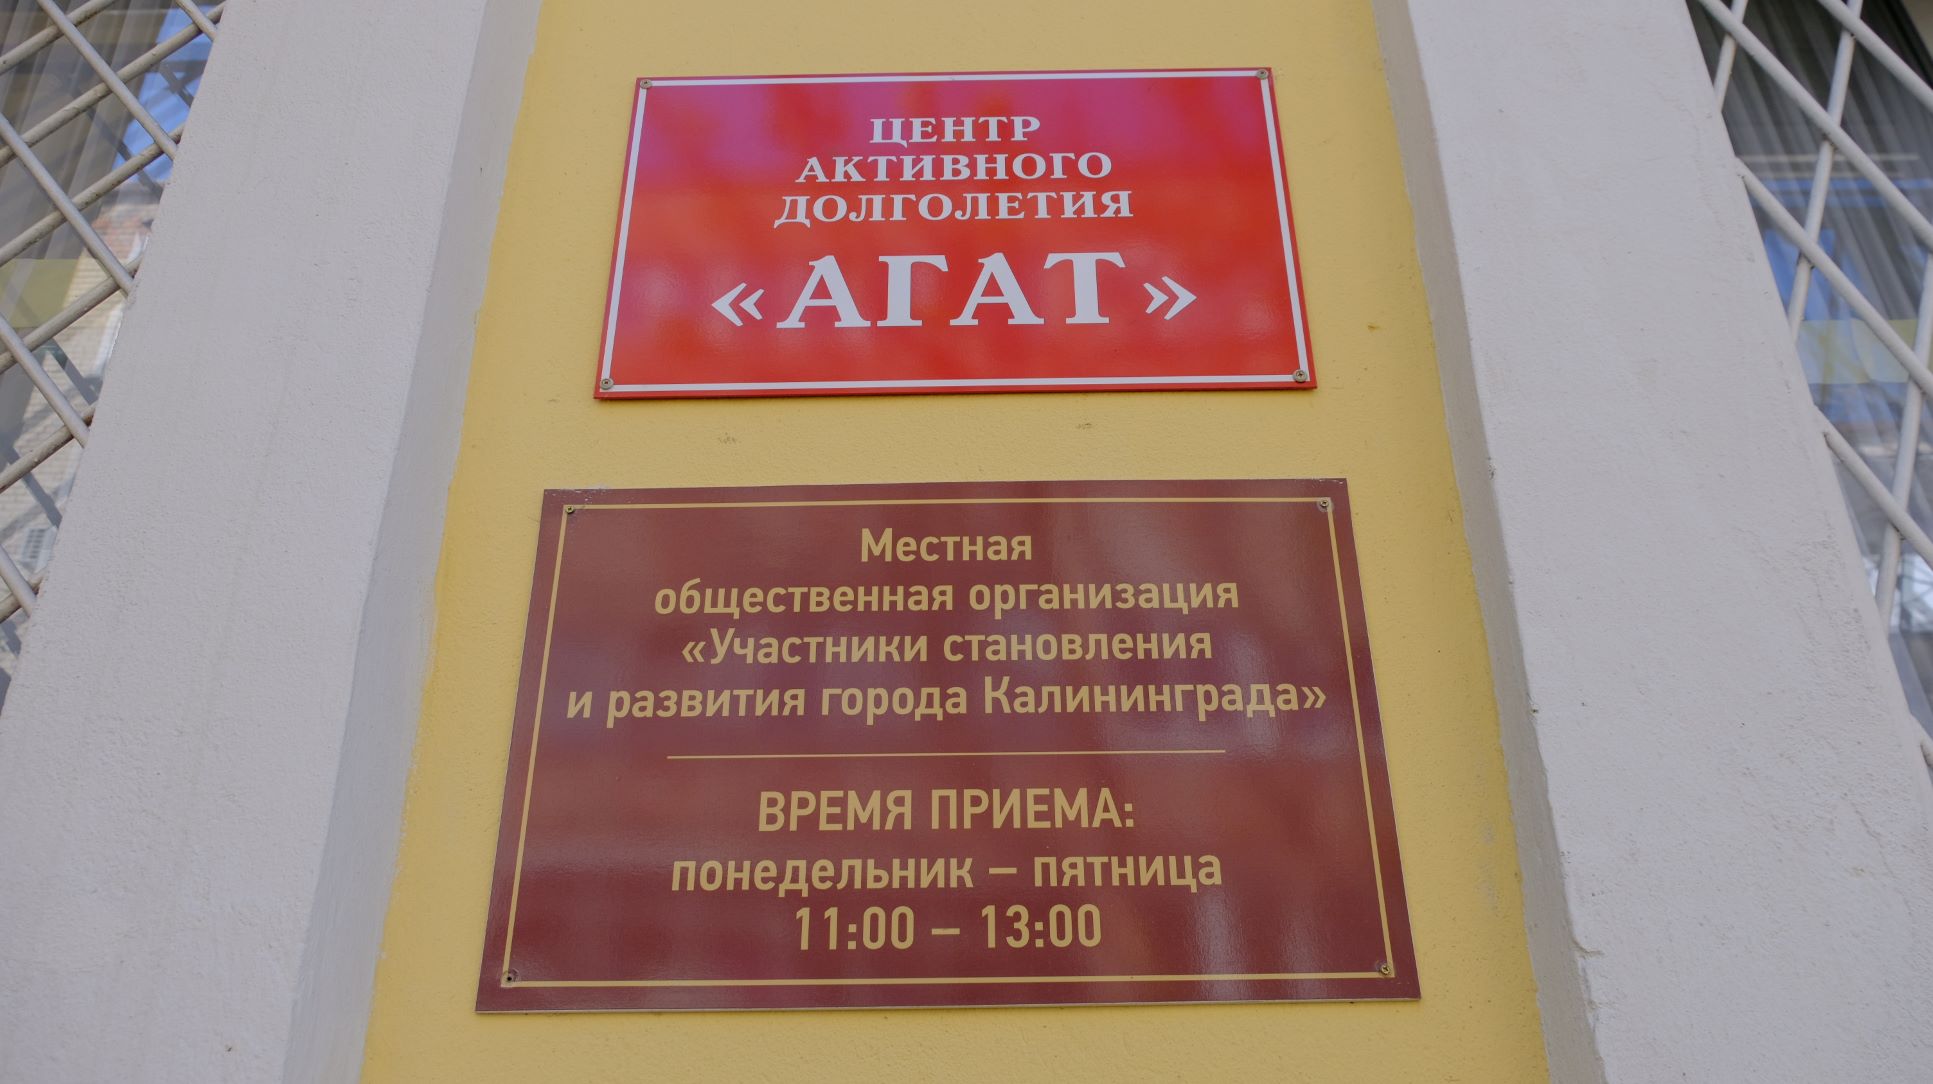 ЦЕНТР
АКТИВНОГО
ДОЛГОЛЕТИЯ
«АГАТ»
Местная
общественная организация
«Участники становления
и развития города Калининграда»
ВРЕМЯ ПРИЕМА:
понедельник – пятница
11:00 – 13:00